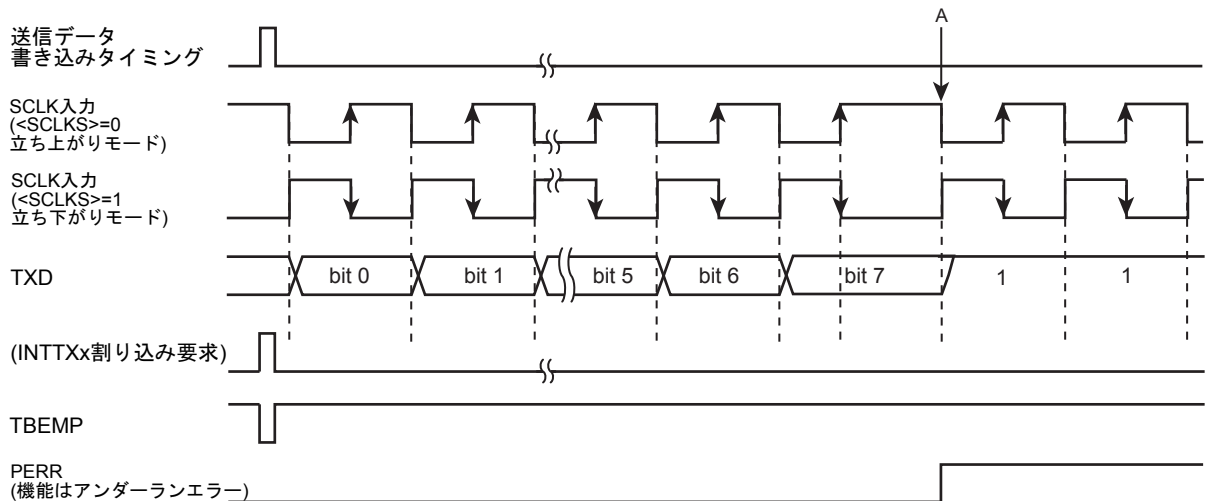 A
送信データ
書き込みタイミング
SCLK入力
(<SCLKS>=0
立ち上がりモード)
SCLK入力
(<SCLKS>=1
立ち下がりモード)
TXD
bit 0
bit 1
bit 5
bit 6
bit 7
1
1
(INTTXx割り込み要求)
TBEMP
PERR
(機能はアンダーランエラー)